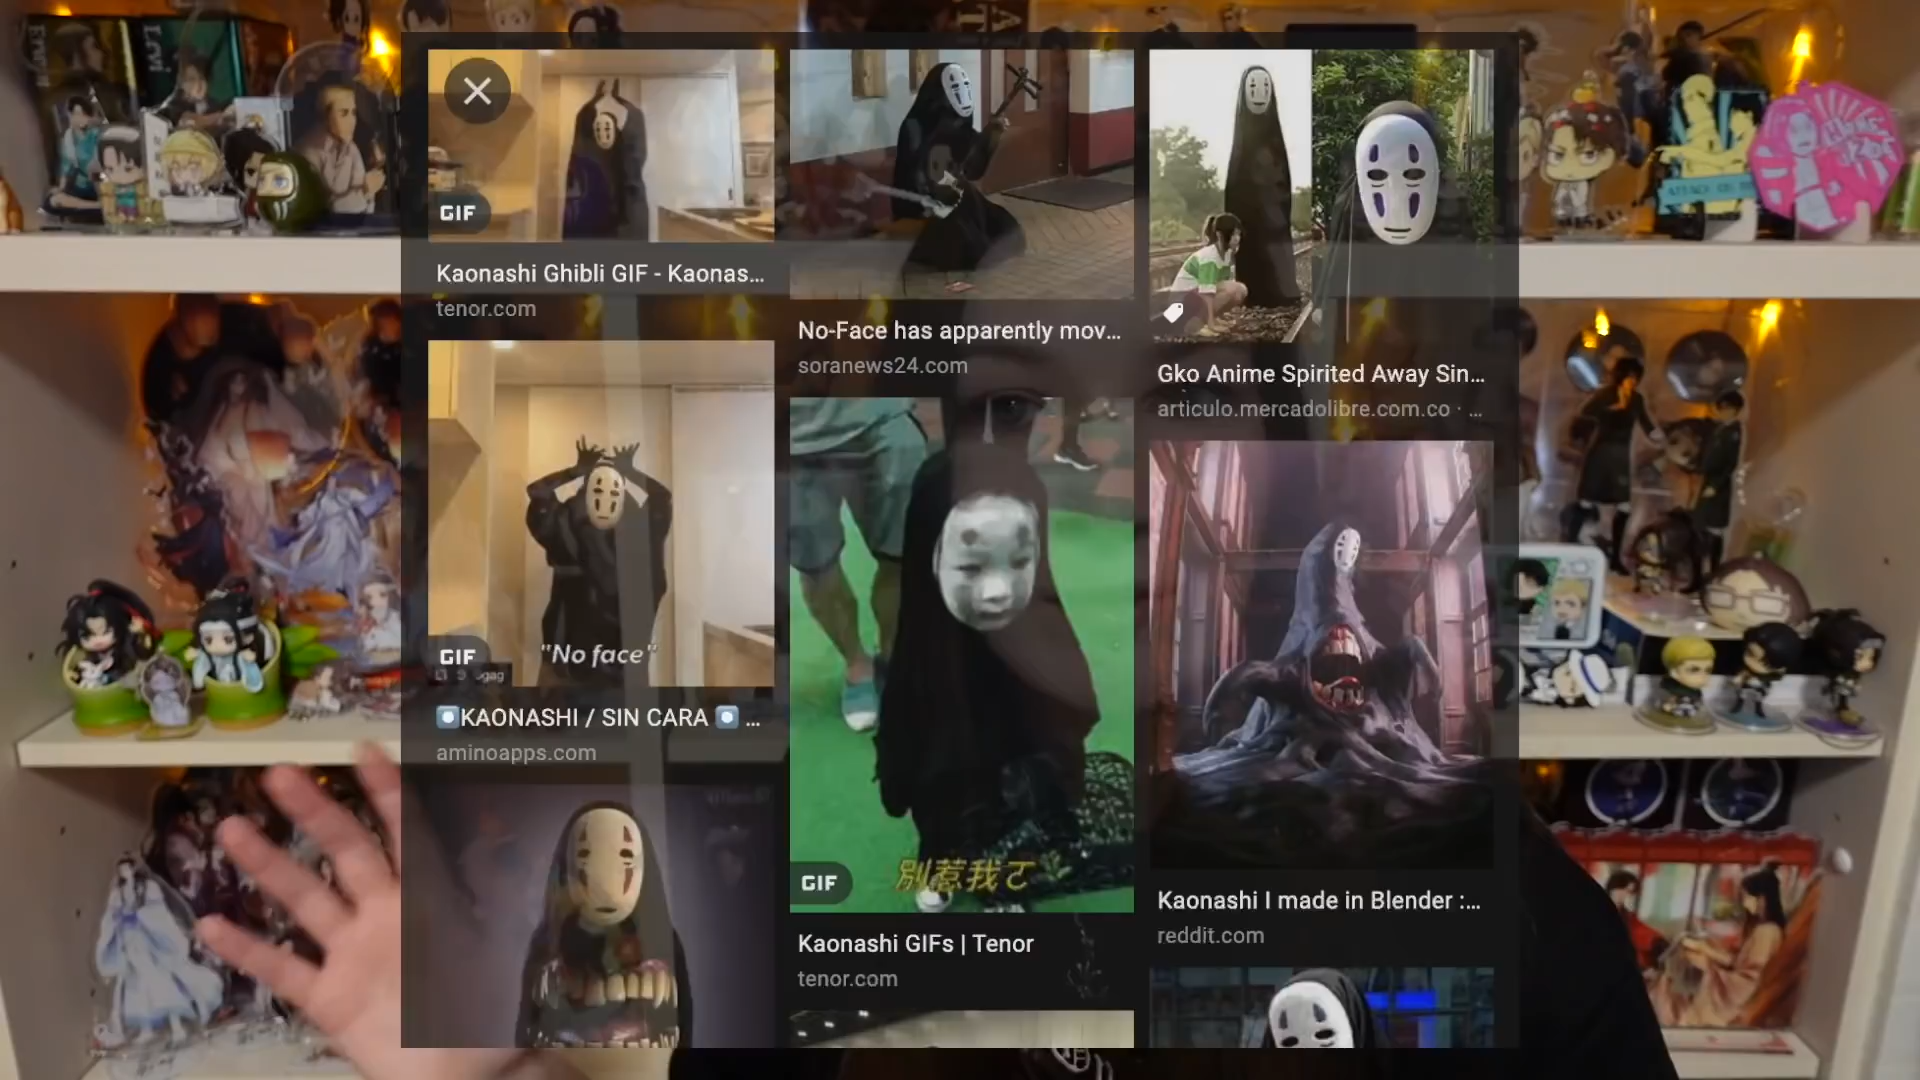 GIF
Kaonashi Ghibli GIF - Kaonas...
tenor.com
"No face"
GIF
KAONASHI / SIN CARA ...
aminoapps.com
No-Face has apparently mov...
soranews24.com
別惹我了
GIF
Kaonashi GIFs | Tenor
tenor.com
Gko Anime Spirited Away Sin...
articulo.mercadolibre.com.co · ...
Kaonashi I made in Blender :...
reddit.com
Levi